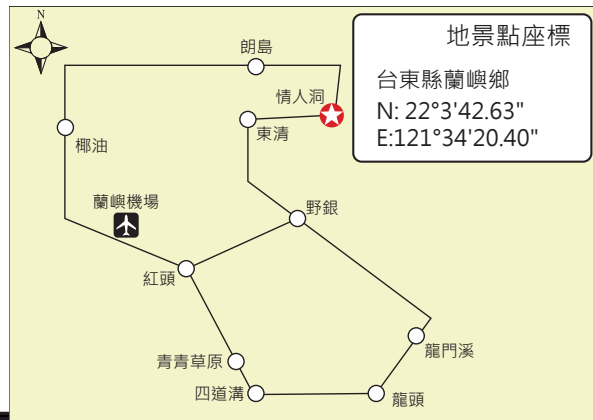 N
地景點座標
台東縣蘭嶼鄉
N: 22°3'42.63"
E:121°34'20.40"
朗島
情人洞
東清
椰油
蘭嶼機場
野銀
紅頭
龍門溪
青青草原
四道溝
龍頭